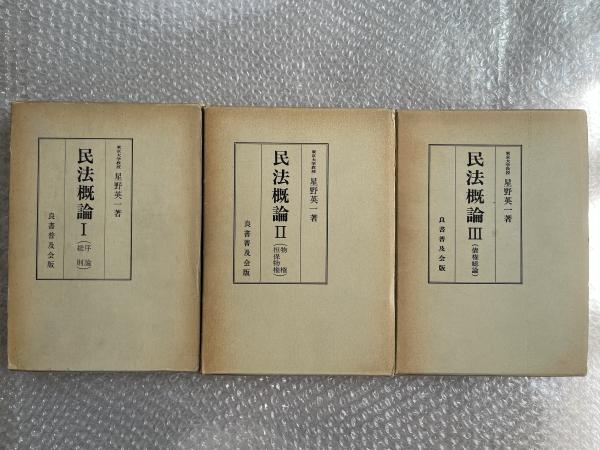 東京大学教授
星野英一著
民法概論Ⅰ
(序論
総則)
良書普及会版
東京大学教授
星野英一著
民法概論Ⅱ
(物権
担保物権)
良書普及会版
東京大学教授
星野英一著
民法概論Ⅲ
(債権総論)
良書普及会版